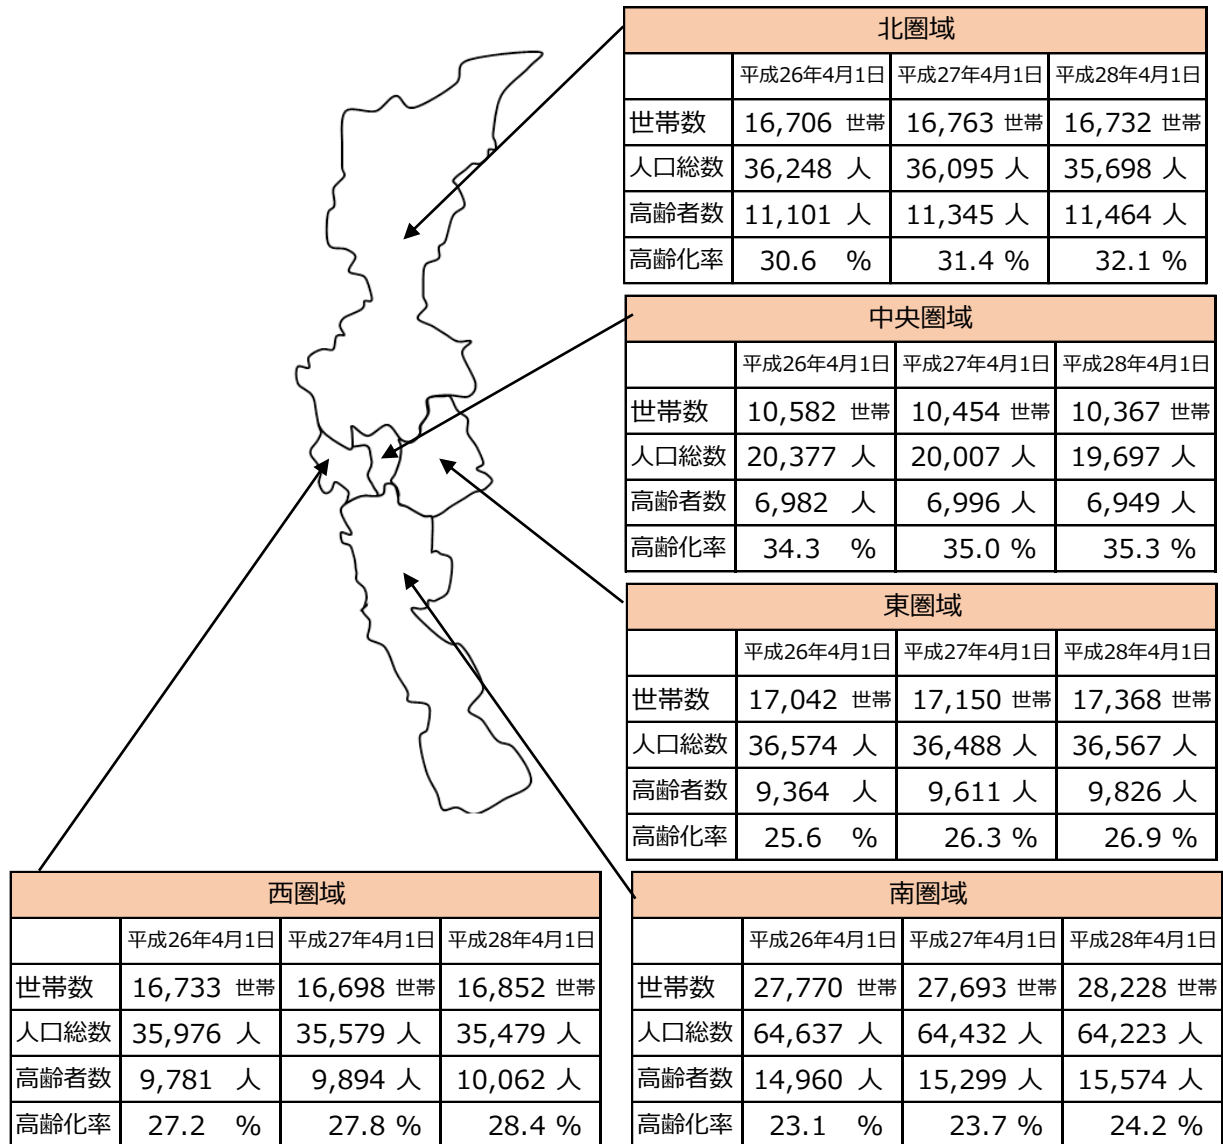 北圏域
平成26年4月1日 平成27年4月1日 平成28年4月1日
世帯数 16,706 世帯 16,763 世帯 16,732 世帯
人口総数 36,248 人 36,095 人 35,698 人
高齢者数 11,101 人 11,345 人 11,464 人
高齢化率 30.6 % 31.4 % 32.1 %
中央圏域
平成26年4月1日 平成27年4月1日 平成28年4月1日
世帯数 10,582 世帯 10,454 世帯 10,367 世帯
人口総数 20,377 人 20,007 人 19,697 人
高齢者数 6,982 人 6,996 人 6,949 人
高齢化率 34.3 % 35.0 % 35.3 %
東圏域
平成26年4月1日 平成27年4月1日 平成28年4月1日
世帯数 17,042 世帯 17,150 世帯 17,368 世帯
人口総数 36,574 人 36,488 人 36,567 人
高齢者数 9,364 人 9,611 人 9,826 人
高齢化率 25.6 % 26.3 % 26.9 %
西圏域
平成26年4月1日 平成27年4月1日 平成28年4月1日
世帯数 16,733 世帯 16,698 世帯 16,852 世帯
人口総数 35,976 人 35,579 人 35,479 人
高齢者数 9,781 人 9,894 人 10,062 人
高齢化率 27.2 % 27.8 % 28.4 %
南圏域
平成26年4月1日 平成27年4月1日 平成28年4月1日
世帯数 27,770 世帯 27,693 世帯 28,228 世帯
人口総数 64,637 人 64,432 人 64,223 人
高齢者数 14,960 人 15,299 人 15,574 人
高齢化率 23.1 % 23.7 % 24.2 %